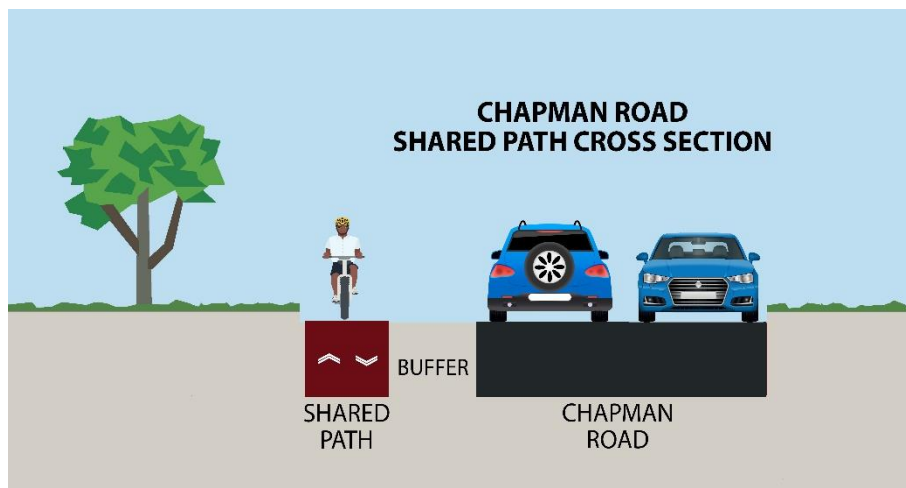 CHAPMAN ROAD
SHARED PATH CROSS SECTION
BUFFER
SHARED
PATH
CHAPMAN
ROAD